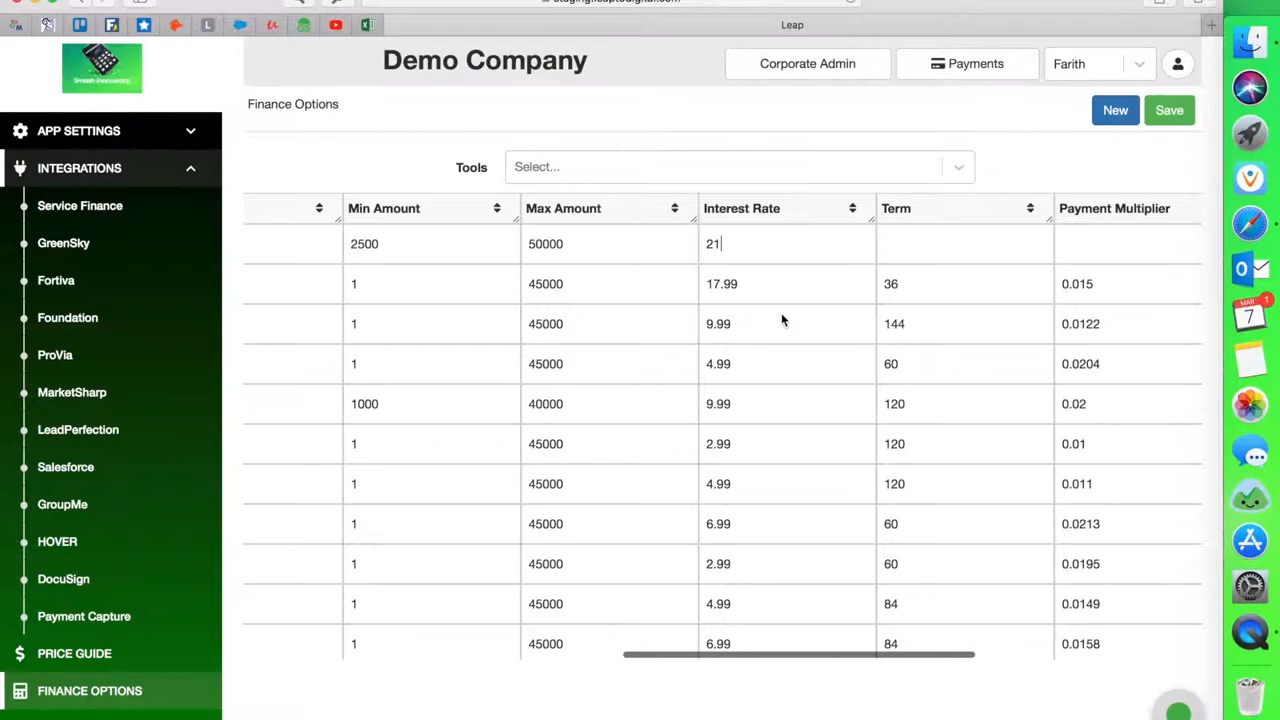 Leap
Smash Inaccuracy
Demo Company
Corporate Admin
Payments
Farith
Finance Options
New
Save
APP SETTINGS
INTEGRATIONS
Service Finance
GreenSky
Fortiva
Foundation
ProVia
MarketSharp
LeadPerfection
Salesforce
GroupMe
HOVER
DocuSign
Payment Capture
PRICE GUIDE
FINANCE OPTIONS
Tools
Select...
Min Amount Max Amount Interest Rate Term Payment Multiplier
2500 50000 21
1 45000 17.99 36 0.015
1 45000 9.99 144 0.0122
1 45000 4.99 60 0.0204
1000 40000 9.99 120 0.02
1 45000 2.99 120 0.01
1 45000 4.99 120 0.011
1 45000 6.99 60 0.0213
1 45000 2.99 60 0.0195
1 45000 4.99 84 0.0149
1 45000 6.99 84 0.0158
MAR
7
1